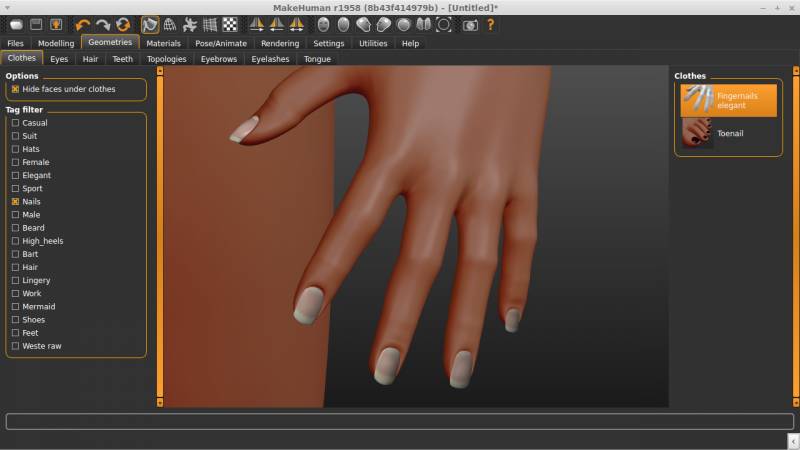 MakeHuman r1958 (8b43f414979b) - [Untitled]*
Files Modelling Geometries Materials Pose/Animate Rendering Settings Utilities Help
Clothes Eyes Hair Teeth Topologies Eyebrows Eyelashes Tongue
Options
Hide faces under clothes
Tag filter
Casual
Suit
Hats
Female
Elegant
Sport
Nails
Male
Beard
High_heels
Bart
Hair
Lingery
Work
Mermaid
Shoes
Feet
Weste raw
Clothes
Fingernails
elegant
Toenail